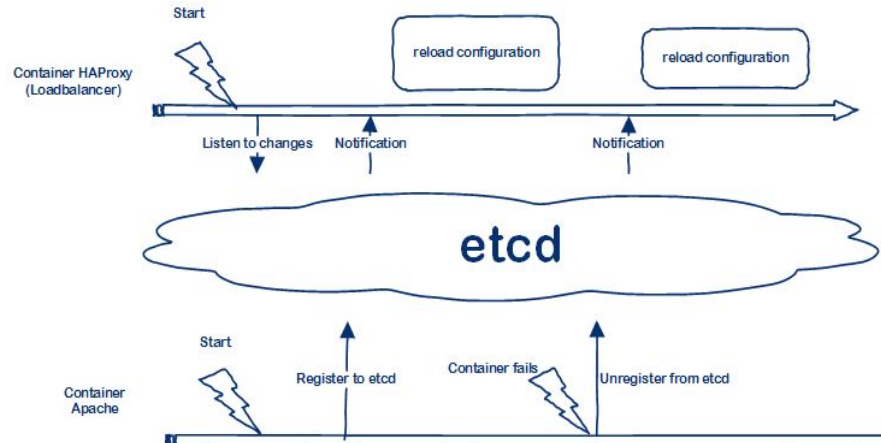 Start
reload configuration
reload configuration
Container HAProxy
(Loadbalancer)
Listen to changes
Notification
Notification
etcd
Start
Register to etcd
Container fails
Unregister from etcd
Container
Apache